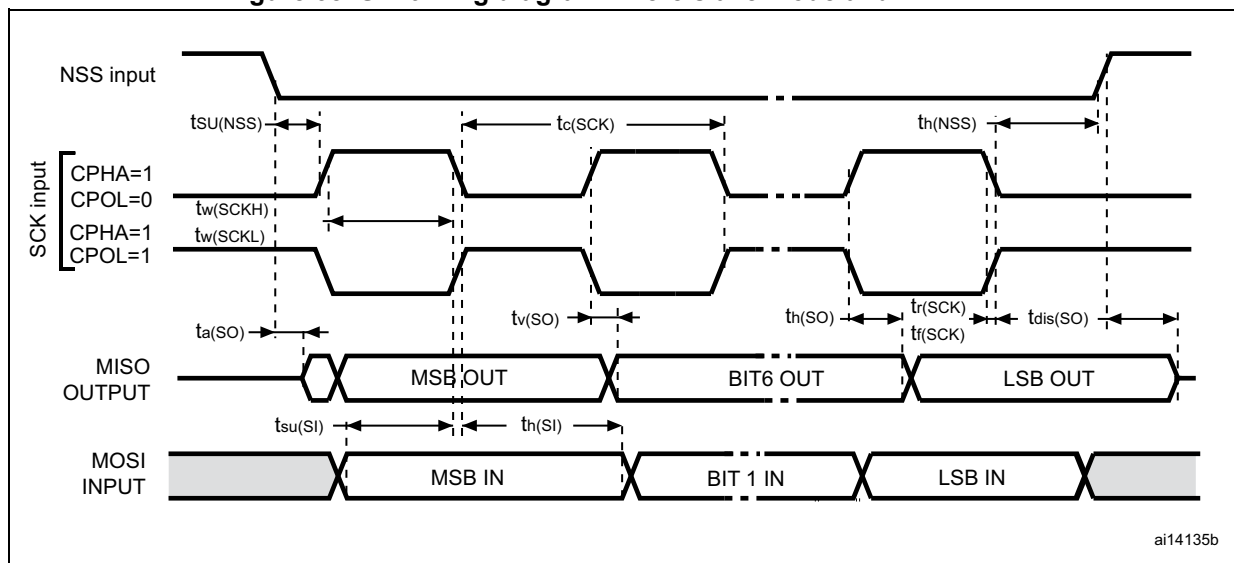 NSS input
tSU(NSS)
tc(SCK)
th(NSS)
SCK input
CPHA=1
CPOL=0
tw(SCKH)
CPHA=1
tw(SCKL)
CPOL=1
ta(SO)
tv(SO)
th(SO)
tr(SCK)
tf(SCK)
tdis(SO)
MISO
OUTPUT
MSB OUT
BIT6 OUT
LSB OUT
tsu(SI)
th(SI)
MOSI
INPUT
MSB IN
BIT 1 IN
LSB IN
ai14135b